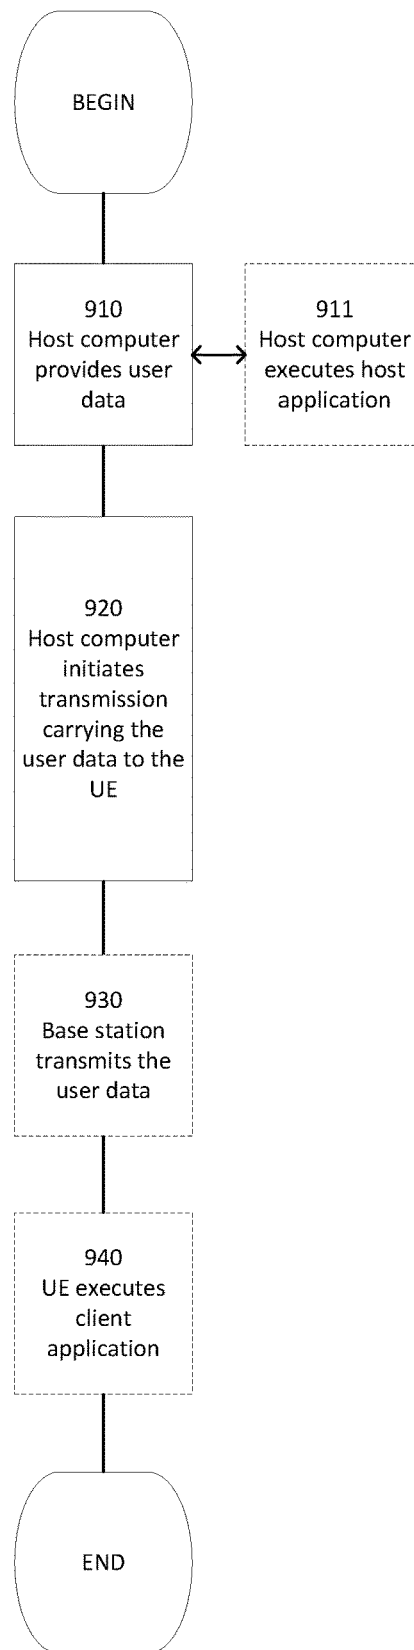 BEGIN
910
Host computer
provides user
data
911
Host computer
executes host
application
920
Host computer
initiates
transmission
carrying the
user data to the
UE
930
Base station
transmits the
user data
940
UE executes
client
application
END